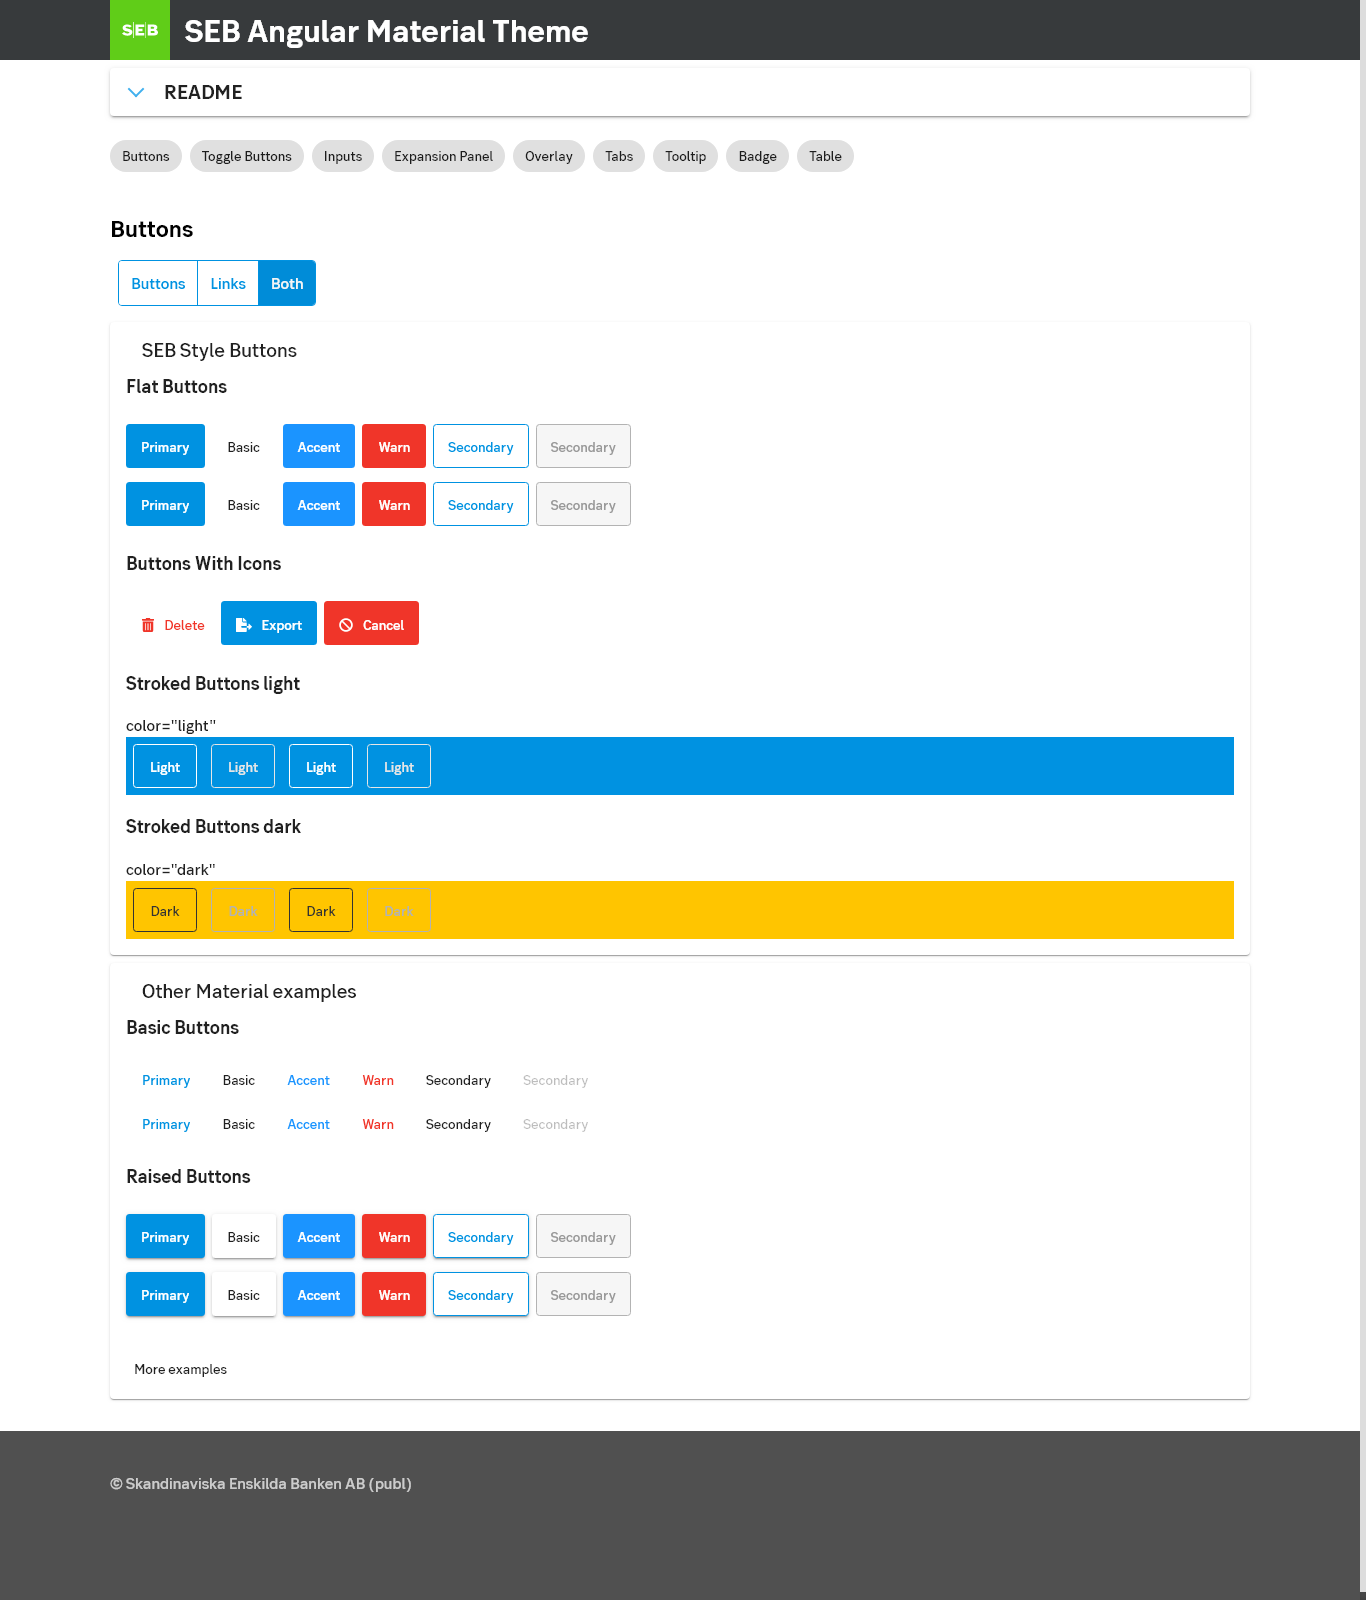 SEB SEB Angular Material Theme
README
Buttons Toggle Buttons Inputs Expansion Panel Overlay Tabs Tooltip Badge Table
Buttons
Buttons Links Both
SEB Style Buttons
Flat Buttons
Primary Basic Accent Warn Secondary Secondary
Primary Basic Accent Warn Secondary Secondary
Buttons With Icons
Delete Export Cancel
Stroked Buttons light
color="light"
Light Light Light Light
Stroked Buttons dark
color="dark"
Dark Dark Dark Dark
Other Material examples
Basic Buttons
Primary Basic Accent Warn Secondary Secondary
Primary Basic Accent Warn Secondary Secondary
Raised Buttons
Primary Basic Accent Warn Secondary Secondary
Primary Basic Accent Warn Secondary Secondary
More examples
© Skandinaviska Enskilda Banken AB (publ)